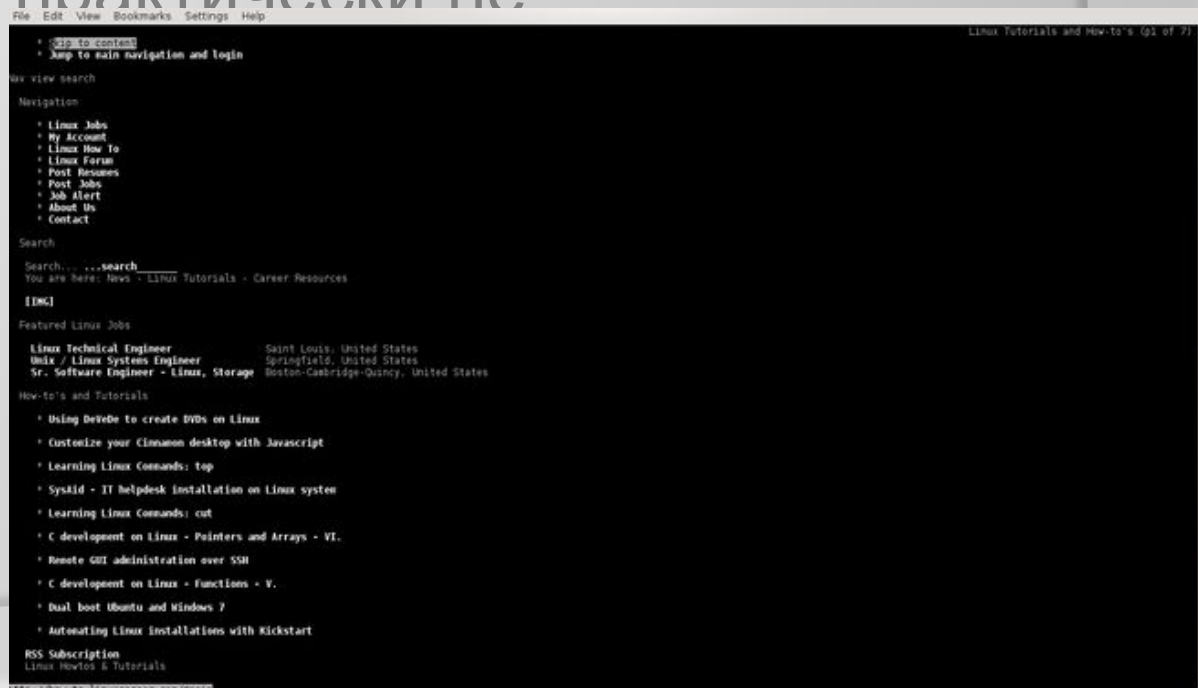 практически не
File Edit View Bookmarks Settings Help
Linux Tutorials and How-to's (p1 of 7)
* Skip to content
* Jump to main navigation and login
Nav view search
Navigation
* Linux Jobs
* My Account
* Linux How To
* Linux Forum
* Post Resumes
* Post Jobs
* Job Alert
* About Us
* Contact
Search
Search... ...search______
You are here: News - Linux Tutorials - Career Resources
[IMG]
Featured Linux Jobs
Linux Technical Engineer Saint Louis, United States
Unix / Linux Systems Engineer Springfield, United States
Sr. Software Engineer - Linux, Storage Boston-Cambridge-Quincy, United States
How-to's and Tutorials
* Using DeVeDe to create DVDs on Linux
* Customize your Cinnamon desktop with Javascript
* Learning Linux Commands: top
* SysAid - IT helpdesk installation on Linux system
* Learning Linux Commands: cut
* C development on Linux - Pointers and Arrays - VI.
* Remote GUI administration over SSH
* C development on Linux - Functions - V.
* Dual boot Ubuntu and Windows 7
* Automating Linux installations with Kickstart
RSS Subscription
Linux Howtos & Tutorials